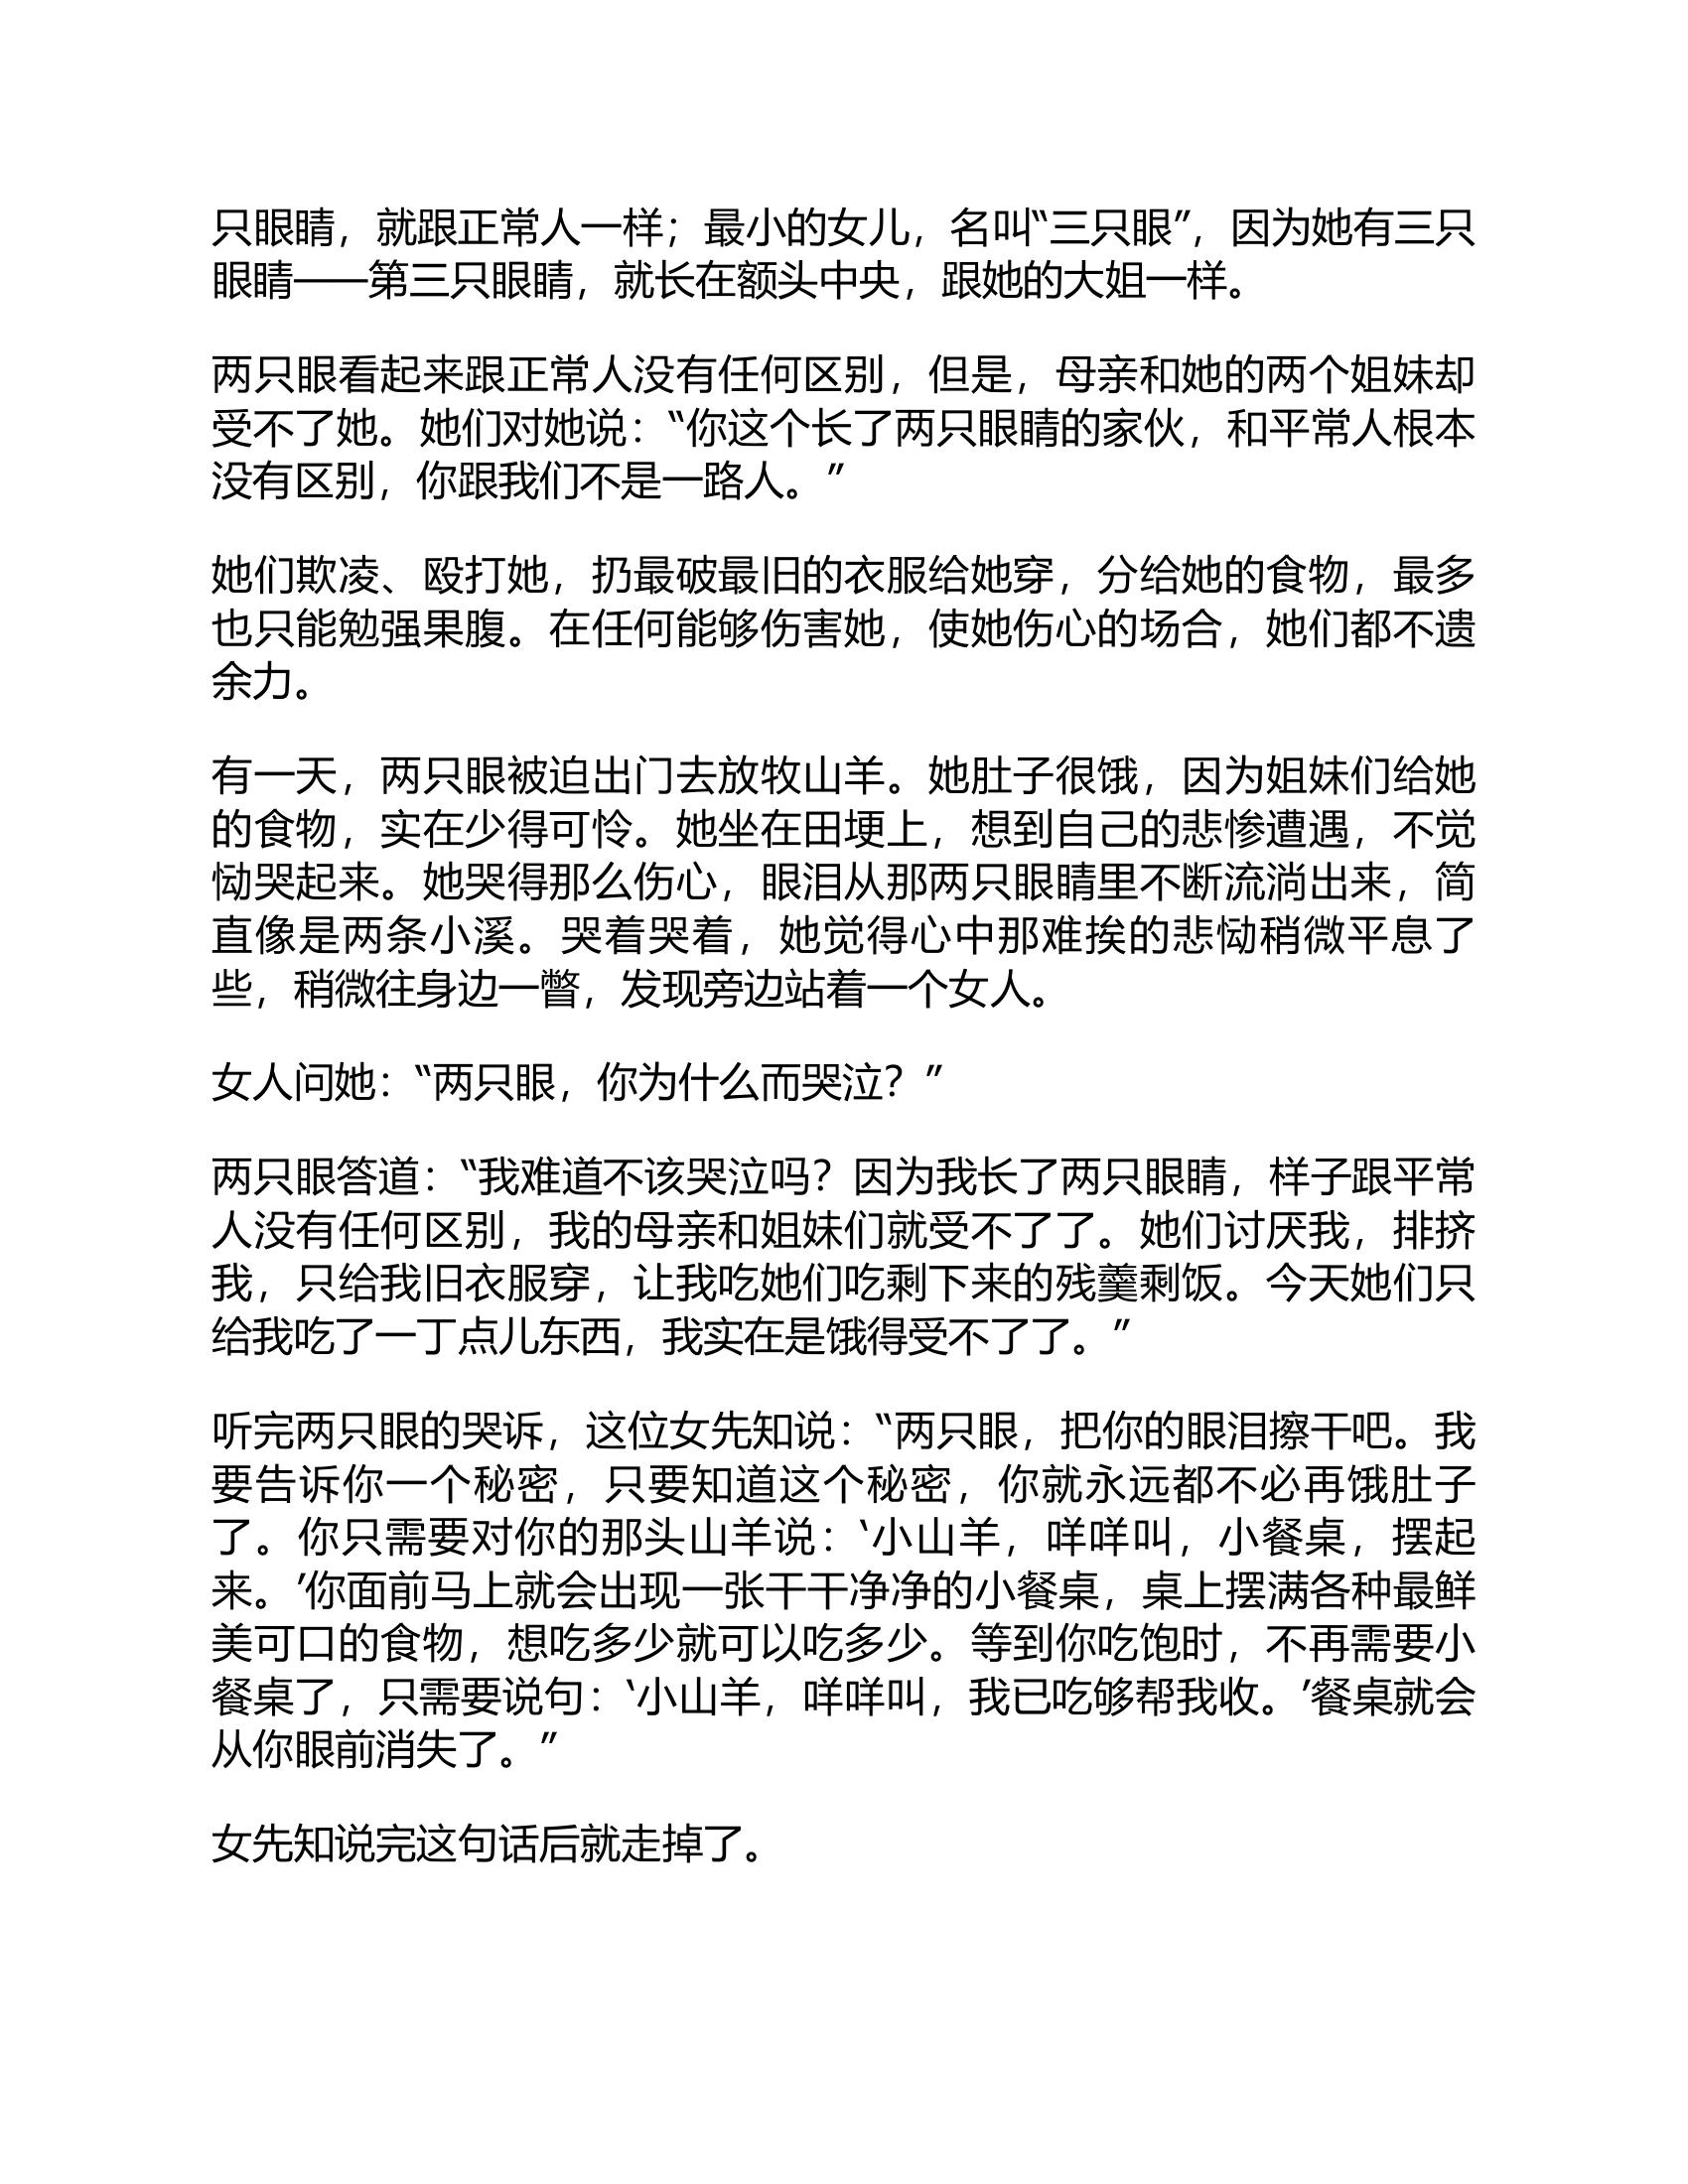 只眼睛，就跟正常人一样；最小的女儿，名叫“三只眼”，因为她有三只
眼睛——第三只眼睛，就长在额头中央，跟她的大姐一样。
两只眼看起来跟正常人没有任何区别，但是，母亲和她的两个姐妹却
受不了她。她们对她说：“你这个长了两只眼睛的家伙，和平常人根本
没有区别，你跟我们不是一路人。”
她们欺凌、殴打她，扔最破最旧的衣服给她穿，分给她的食物，最多
也只能勉强果腹。在任何能够伤害她，使她伤心的场合，她们都不遗
余力。
有一天，两只眼被迫出门去放牧山羊。她肚子很饿，因为姐妹们给她
的食物，实在少得可怜。她坐在田埂上，想到自己的悲惨遭遇，不觉
恸哭起来。她哭得那么伤心，眼泪从那两只眼睛里不断流淌出来，简
直像是两条小溪。哭着哭着，她觉得心中那难挨的悲恸稍微平息了
些，稍微往身边一瞥，发现旁边站着一个女人。
女人问她：“两只眼，你为什么而哭泣？”
两只眼答道：“我难道不该哭泣吗？因为我长了两只眼睛，样子跟平常
人没有任何区别，我的母亲和姐妹们就受不了了。她们讨厌我，排挤
我，只给我旧衣服穿，让我吃她们吃剩下来的残羹剩饭。今天她们只
给我吃了一丁点儿东西，我实在是饿得受不了了。”
听完两只眼的哭诉，这位女先知说：“两只眼，把你的眼泪擦干吧。我
要告诉你一个秘密，只要知道这个秘密，你就永远都不必再饿肚子
了。你只需要对你的那头山羊说：‘小山羊，咩咩叫，小餐桌，摆起
来。’你面前马上就会出现一张干干净净的小餐桌，桌上摆满各种最鲜
美可口的食物，想吃多少就可以吃多少。等到你吃饱时，不再需要小
餐桌了，只需要说句：‘小山羊，咩咩叫，我已吃够帮我收。’餐桌就会
从你眼前消失了。”
女先知说完这句话后就走掉了。